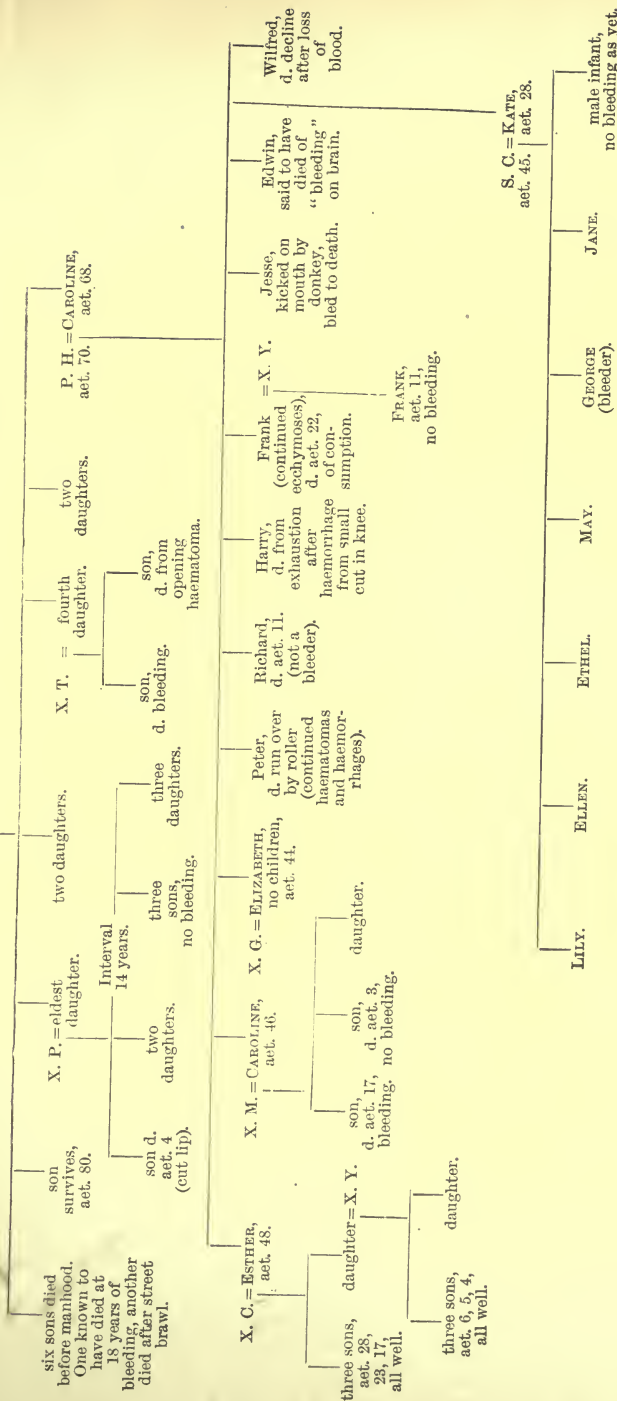 six sons died
before manhood.
One known to
have died at
18 years of
bleeding, another
died after street
brawl.
son
survives,
aet. 80.
X. P. = eldest
daughter.
two daughters.
X. T. = fourth
daughter.
two
daughters.
P. H. = CAROLINE,
aet. 70. aet. 68.
son d.
aet. 4
(cut lip).
two
daughters.
Interval
14 years.
three
sons,
no bleeding.
three
daughters.
son,
d. bleeding.
son,
d. from
opening
haematoma.
X. C. = ESTHER,
aet. 48.
X. M. = CAROLINE,
aet. 46.
X. G. = ELIZABETH,
no children,
aet. 44.
Peter,
d. run over
by roller
(continued
haematomas
and haemor-
rhages).
Richard,
d. aet. 11.
(not a
bleeder).
Harry,
d. from
exhaustion
after
haemorrhage
from small
cut in knee.
Frank = X. Y.
(continued
ecchymoses),
d. aet. 22,
of con-
sumption.
Jesse,
kicked on
mouth by
donkey,
bled to death.
Edwin,
said to have
died of
"bleeding"
on brain.
Wilfred,
d. decline
after loss
of
blood.
three sons,
aet. 28,
23, 17,
all well.
daughter = X. Y.
son,
d. aet. 17,
bleeding.
son,
d. aet. 3,
no bleeding.
daughter.
FRANK,
aet. 11,
no bleeding.
S. C. = KATE,
aet. 45. aet. 28.
three sons,
aet. 6, 5, 4,
all well.
daughter.
LILY.
ELLEN.
ETHEL.
MAY.
GEORGE
(bleeder).
JANE.
male infant,
no bleeding as yet.